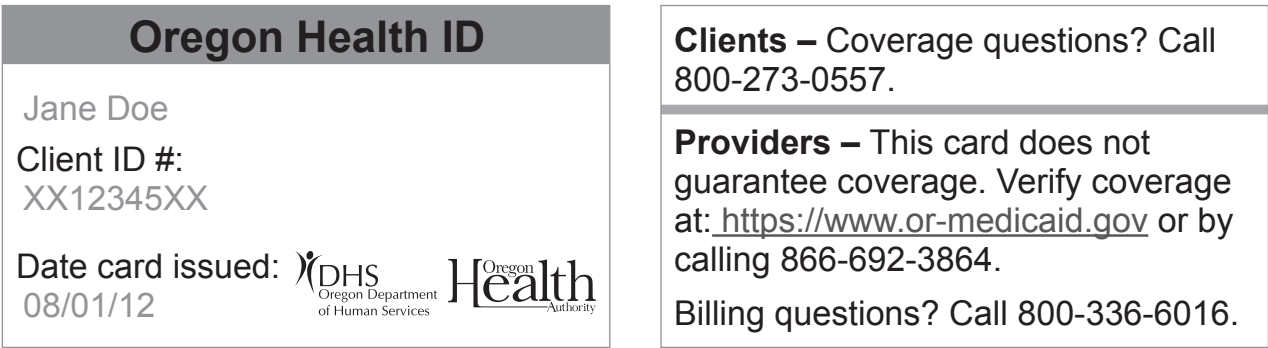 Oregon Health ID
Jane Doe
Client ID #:
XX12345XX
Date card issued:
08/01/12
DHS
Oregon Department
of Human Services
Oregon
Health
Authority
Clients – Coverage questions? Call
800-273-0557.
Providers – This card does not
guarantee coverage. Verify coverage
at: https://www.or-medicaid.gov or by
calling 866-692-3864.
Billing questions? Call 800-336-6016.